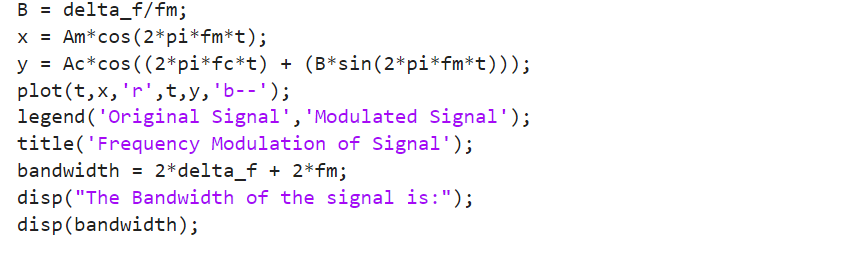 B = delta_f/fm;
x = Am*cos(2*pi*fm*t);
y = Ac*cos((2*pi*fc*t) + (B*sin(2*pi*fm*t)));
plot(t,x,'r',t,y,'b--');
legend('Original Signal','Modulated Signal');
title('Frequency Modulation of Signal');
bandwidth = 2*delta_f + 2*fm;
disp("The Bandwidth of the signal is:");
disp(bandwidth);